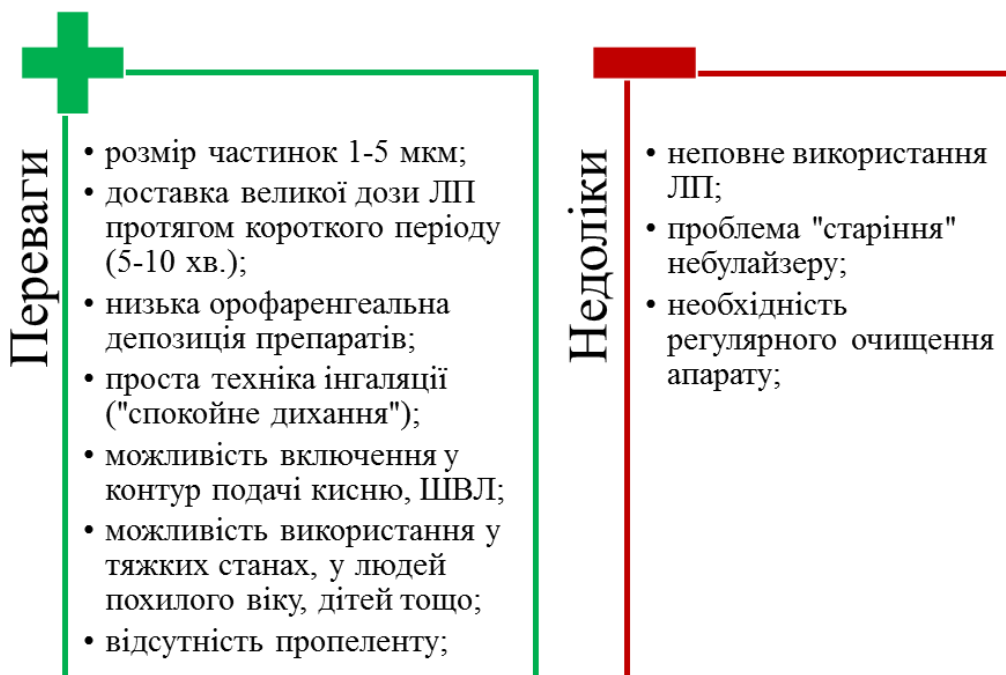 Переваги
• розмір частинок 1-5 мкм;
• доставка великої дози ЛП
протягом короткого періоду
(5-10 хв.);
• низька орофаренгеальна
депозиція препаратів;
• проста техніка інгаляції
("спокойне дихання");
• можливість включення у
контур подачі кисню, ШВЛ;
• можливість використання у
тяжких станах, у людей
похилого віку, дітей тощо;
• відсутність пропеленту;
Недоліки
• неповне використання
ЛП;
• проблема "старіння"
небулайзеру;
• необхідність
регулярного очищення
апарату;